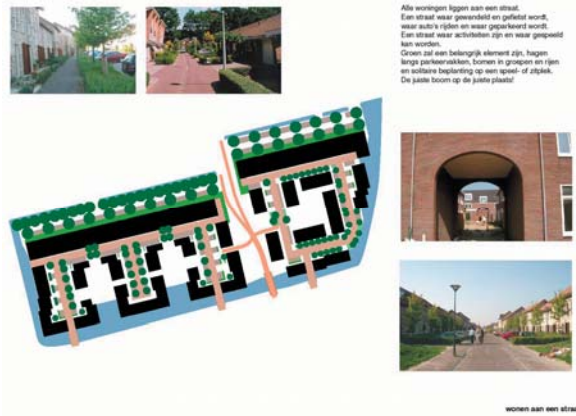 Alle woningen liggen aan een straat.
Een straat waar gewandeld en gefietst wordt,
waar auto's rijden en waar geparkeerd wordt.
Een straat waar activiteiten zijn en waar gespeeld
kan worden.
Groen zal een belangrijk element zijn, hagen
langs parkeervakken, bomen in groepen en rijen
en solitaire beplanting op een speel- of zitplek.
De juiste boom op de juiste plaats!
wonen aan een straa